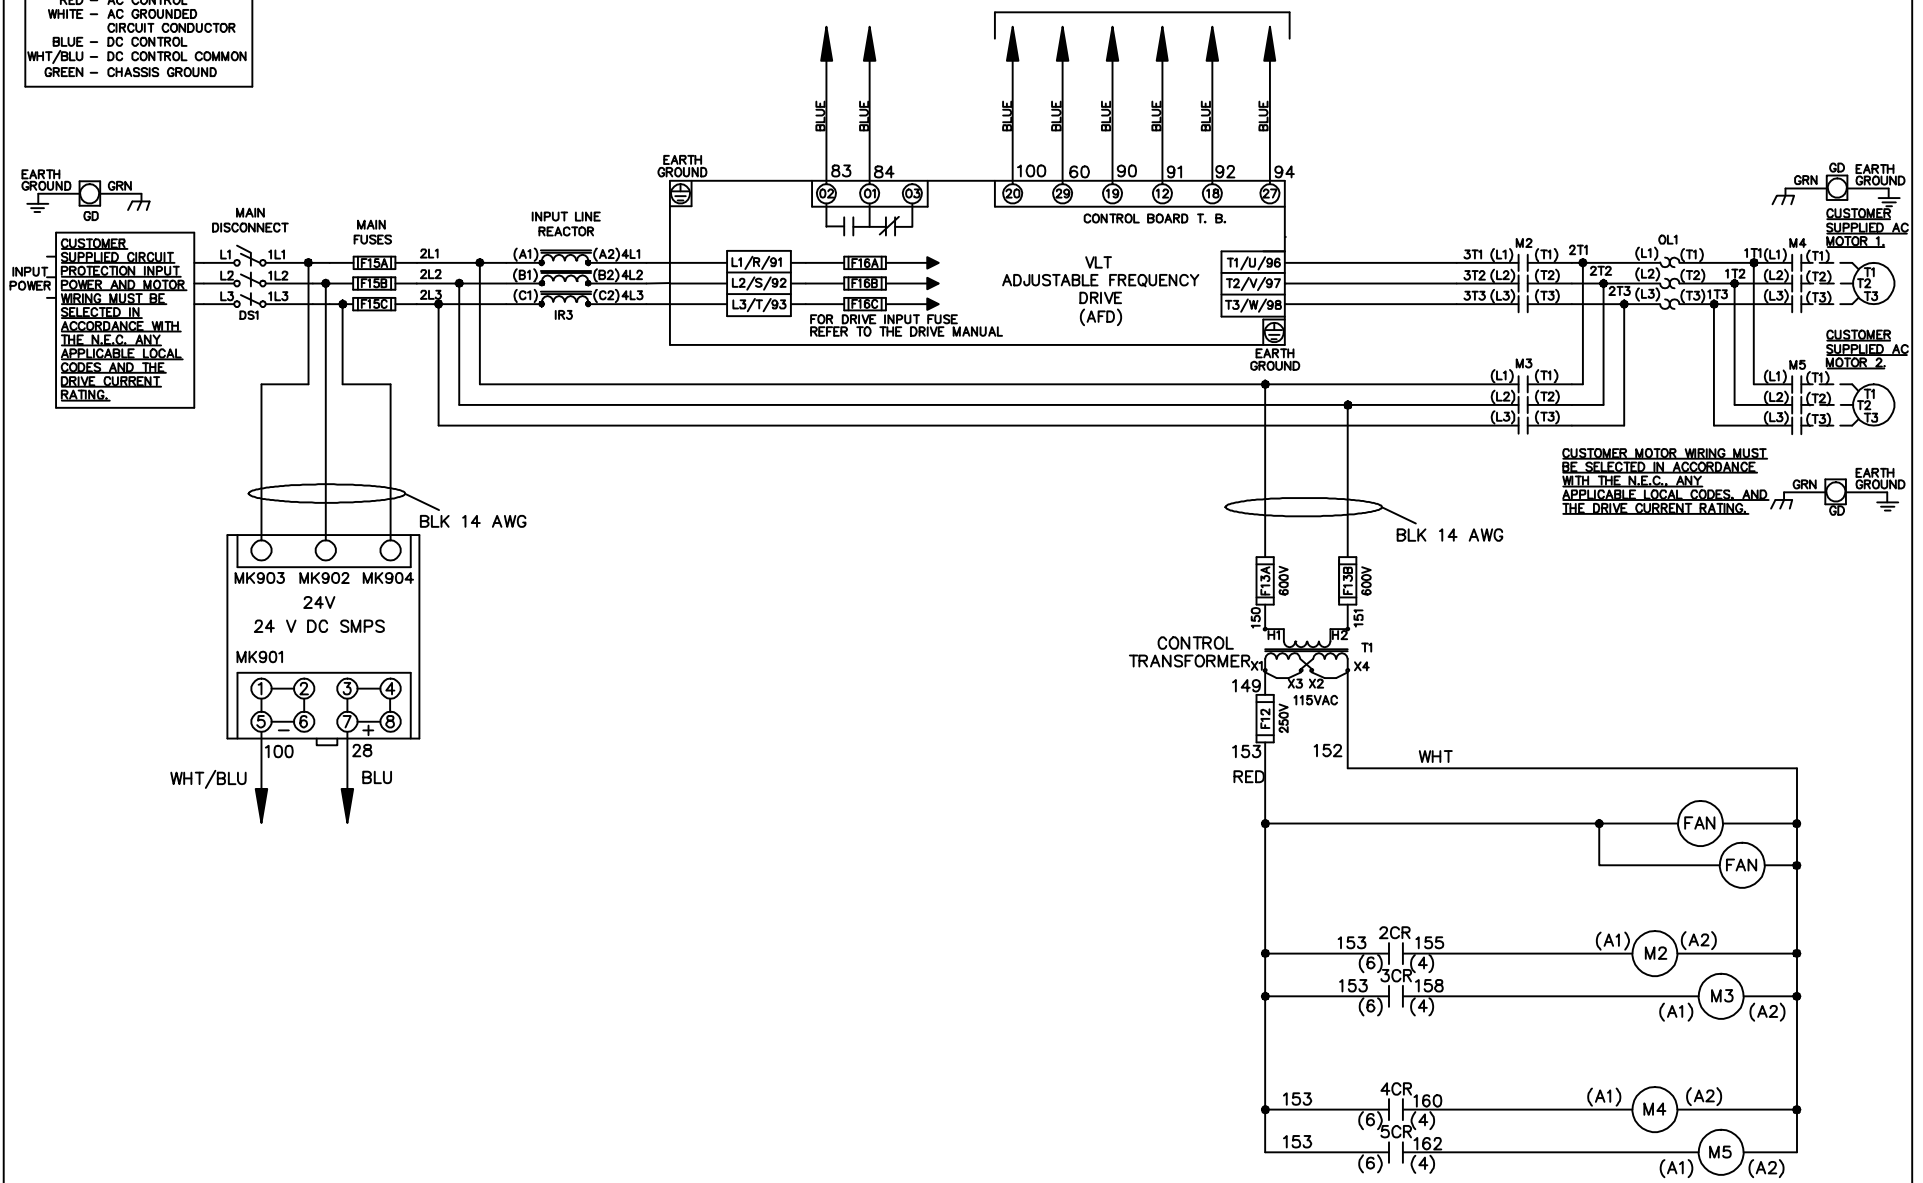 RED – AC CONTROL
WHITE – AC GROUNDED
CIRCUIT CONDUCTOR
BLUE – DC CONTROL
WHT/BLU – DC CONTROL COMMON
GREEN – CHASSIS GROUND
BLUE
BLUE
BLUE
BLUE
BLUE
BLUE
BLUE
BLUE
EARTH
GROUND
GRN
GD
MAIN
DISCONNECT
MAIN
FUSES
INPUT LINE
REACTOR
EARTH
GROUND
83 84
02 01 03
100 60 90 91 92 94
20 29 19 12 18 27
CONTROL BOARD T. B.
GD EARTH
GRN GROUND
CUSTOMER
SUPPLIED AC
MOTOR 1.
INPUT
POWER
CUSTOMER
SUPPLIED CIRCUIT
PROTECTION INPUT
POWER AND MOTOR
WIRING MUST BE
SELECTED IN
ACCORDANCE WITH
THE N.E.C. ANY
APPLICABLE LOCAL
CODES AND THE
DRIVE CURRENT
RATING.
L1 1L1
L2 1L2
L3 1L3
DS1
F15A
F15B
F15C
2L1
2L2
2L3
(A1) (A2) 4L1
(B1) (B2) 4L2
(C1) (C2) 4L3
IR3
L1/R/91
L2/S/92
L3/T/93
F16A
F16B
F16C
FOR DRIVE INPUT FUSE
REFER TO THE DRIVE MANUAL
VLT
ADJUSTABLE FREQUENCY
DRIVE
(AFD)
T1/U/96
T2/V/97
T3/W/98
EARTH
GROUND
M2
3T1 (L1) (T1) 2T1
3T2 (L2) (T2) 2T2
3T3 (L3) (T3) 2T3
OL1
(L1) (T1) 1T1
(L2) (T2) 1T2
(L3) (T3) 1T3
M4
(L1) (T1)
(L2) (T2)
(L3) (T3)
T1
T2
T3
CUSTOMER
SUPPLIED AC
MOTOR 2.
M3
(L1) (T1)
(L2) (T2)
(L3) (T3)
M5
(L1) (T1)
(L2) (T2)
(L3) (T3)
T1
T2
T3
CUSTOMER MOTOR WIRING MUST
BE SELECTED IN ACCORDANCE
WITH THE N.E.C., ANY
APPLICABLE LOCAL CODES, AND
THE DRIVE CURRENT RATING.
EARTH
GRN GROUND
GD
BLK 14 AWG
BLK 14 AWG
MK903 MK902 MK904
24V
24 V DC SMPS
MK901
1 2 3 4
5 6 7 8
– +
100 28
WHT/BLU BLU
F13A
600V
F13B
600V
150
151
H1 H2
T1
CONTROL
TRANSFORMER
X1 X4
X3 X2
149
115VAC
F12
250V
153 152
RED
WHT
FAN
FAN
2CR
153 155
(6) (4)
(A1) M2 (A2)
3CR
153 158
(6) (4)
(A1) M3 (A2)
4CR
153 160
(6) (4)
(A1) M4 (A2)
5CR
153 162
(6) (4)
(A1) M5 (A2)